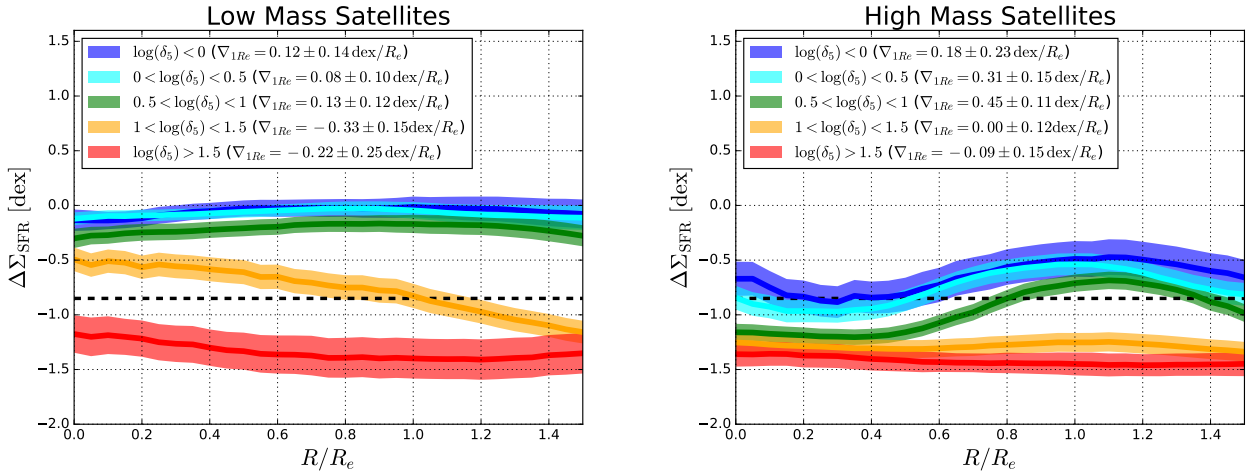 Low Mass Satellites
log(δ₅) < 0 (∇₁Re = 0.12 ± 0.14 dex/Rₑ)
0 < log(δ₅) < 0.5 (∇₁Re = 0.08 ± 0.10 dex/Rₑ)
0.5 < log(δ₅) < 1 (∇₁Re = 0.13 ± 0.12 dex/Rₑ)
1 < log(δ₅) < 1.5 (∇₁Re = −0.33 ± 0.15dex/Rₑ)
log(δ₅) > 1.5 (∇₁Re = −0.22 ± 0.25 dex/Rₑ)
1.5
1.0
0.5
0.0
−0.5
−1.0
−1.5
−2.0
ΔΣ_SFR [dex]
0.0 0.2 0.4 0.6 0.8 1.0 1.2 1.4
R/Rₑ
High Mass Satellites
log(δ₅) < 0 (∇₁Re = 0.18 ± 0.23 dex/Rₑ)
0 < log(δ₅) < 0.5 (∇₁Re = 0.31 ± 0.15 dex/Rₑ)
0.5 < log(δ₅) < 1 (∇₁Re = 0.45 ± 0.11 dex/Rₑ)
1 < log(δ₅) < 1.5 (∇₁Re = 0.00 ± 0.12 dex/Rₑ)
log(δ₅) > 1.5 (∇₁Re = −0.09 ± 0.15 dex/Rₑ)
1.5
1.0
0.5
0.0
−0.5
−1.0
−1.5
−2.0
ΔΣ_SFR [dex]
0.0 0.2 0.4 0.6 0.8 1.0 1.2 1.4
R/Rₑ